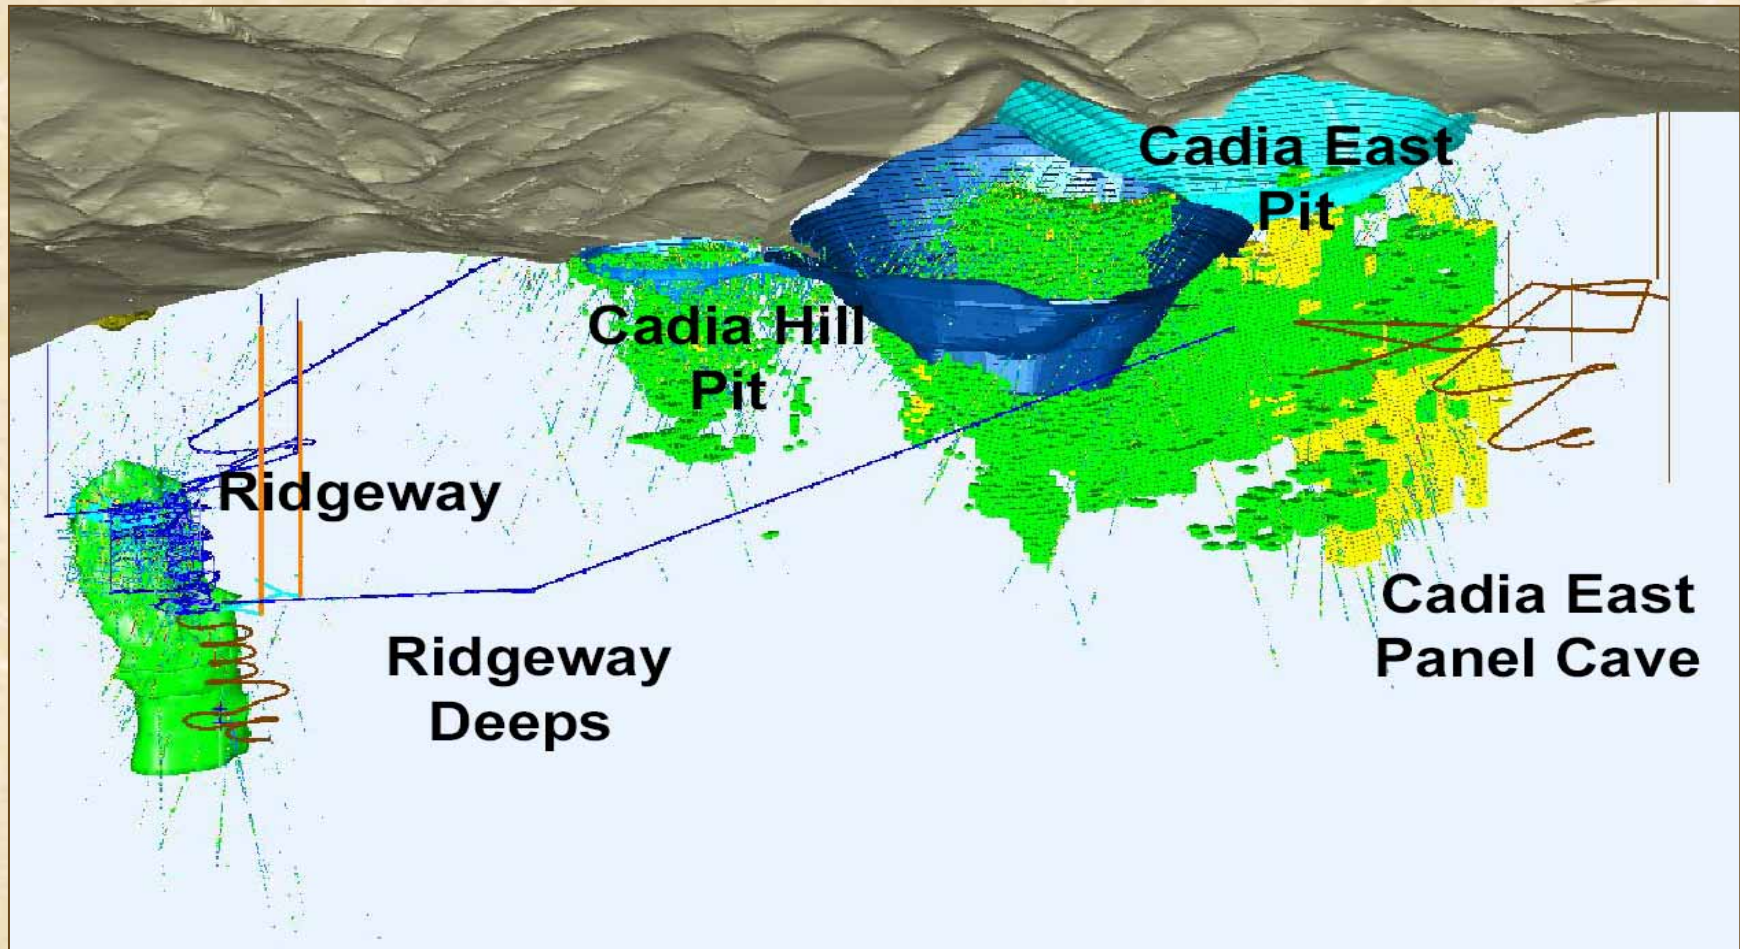 Cadia East
Pit
Cadia Hill
Pit
Ridgeway
Ridgeway
Deeps
Cadia East
Panel Cave